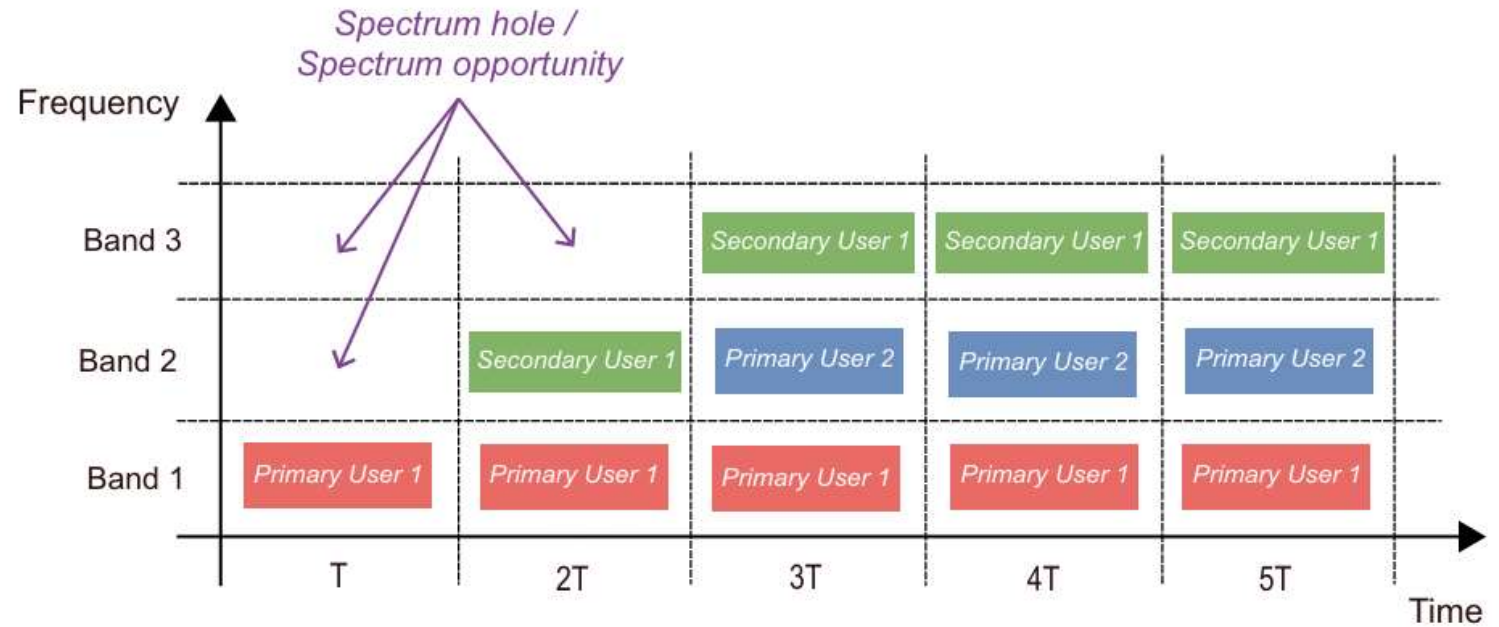 Spectrum hole /
Spectrum opportunity
Frequency
Band 3
Secondary User 1
Secondary User 1
Secondary User 1
Band 2
Secondary User 1
Primary User 2
Primary User 2
Primary User 2
Band 1
Primary User 1
Primary User 1
Primary User 1
Primary User 1
Primary User 1
T
2T
3T
4T
5T
Time